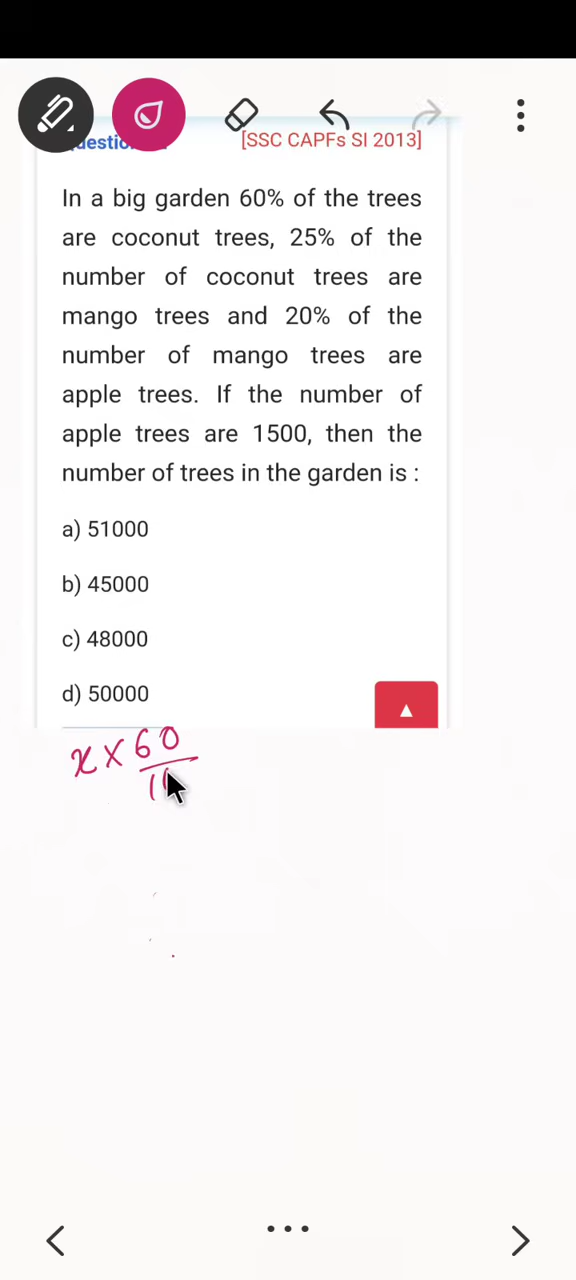 [SSC CAPFs SI 2013]
In a big garden 60% of the trees
are coconut trees, 25% of the
number of coconut trees are
mango trees and 20% of the
number of mango trees are
apple trees. If the number of
apple trees are 1500, then the
number of trees in the garden is :
a) 51000
b) 45000
c) 48000
d) 50000
x × 60